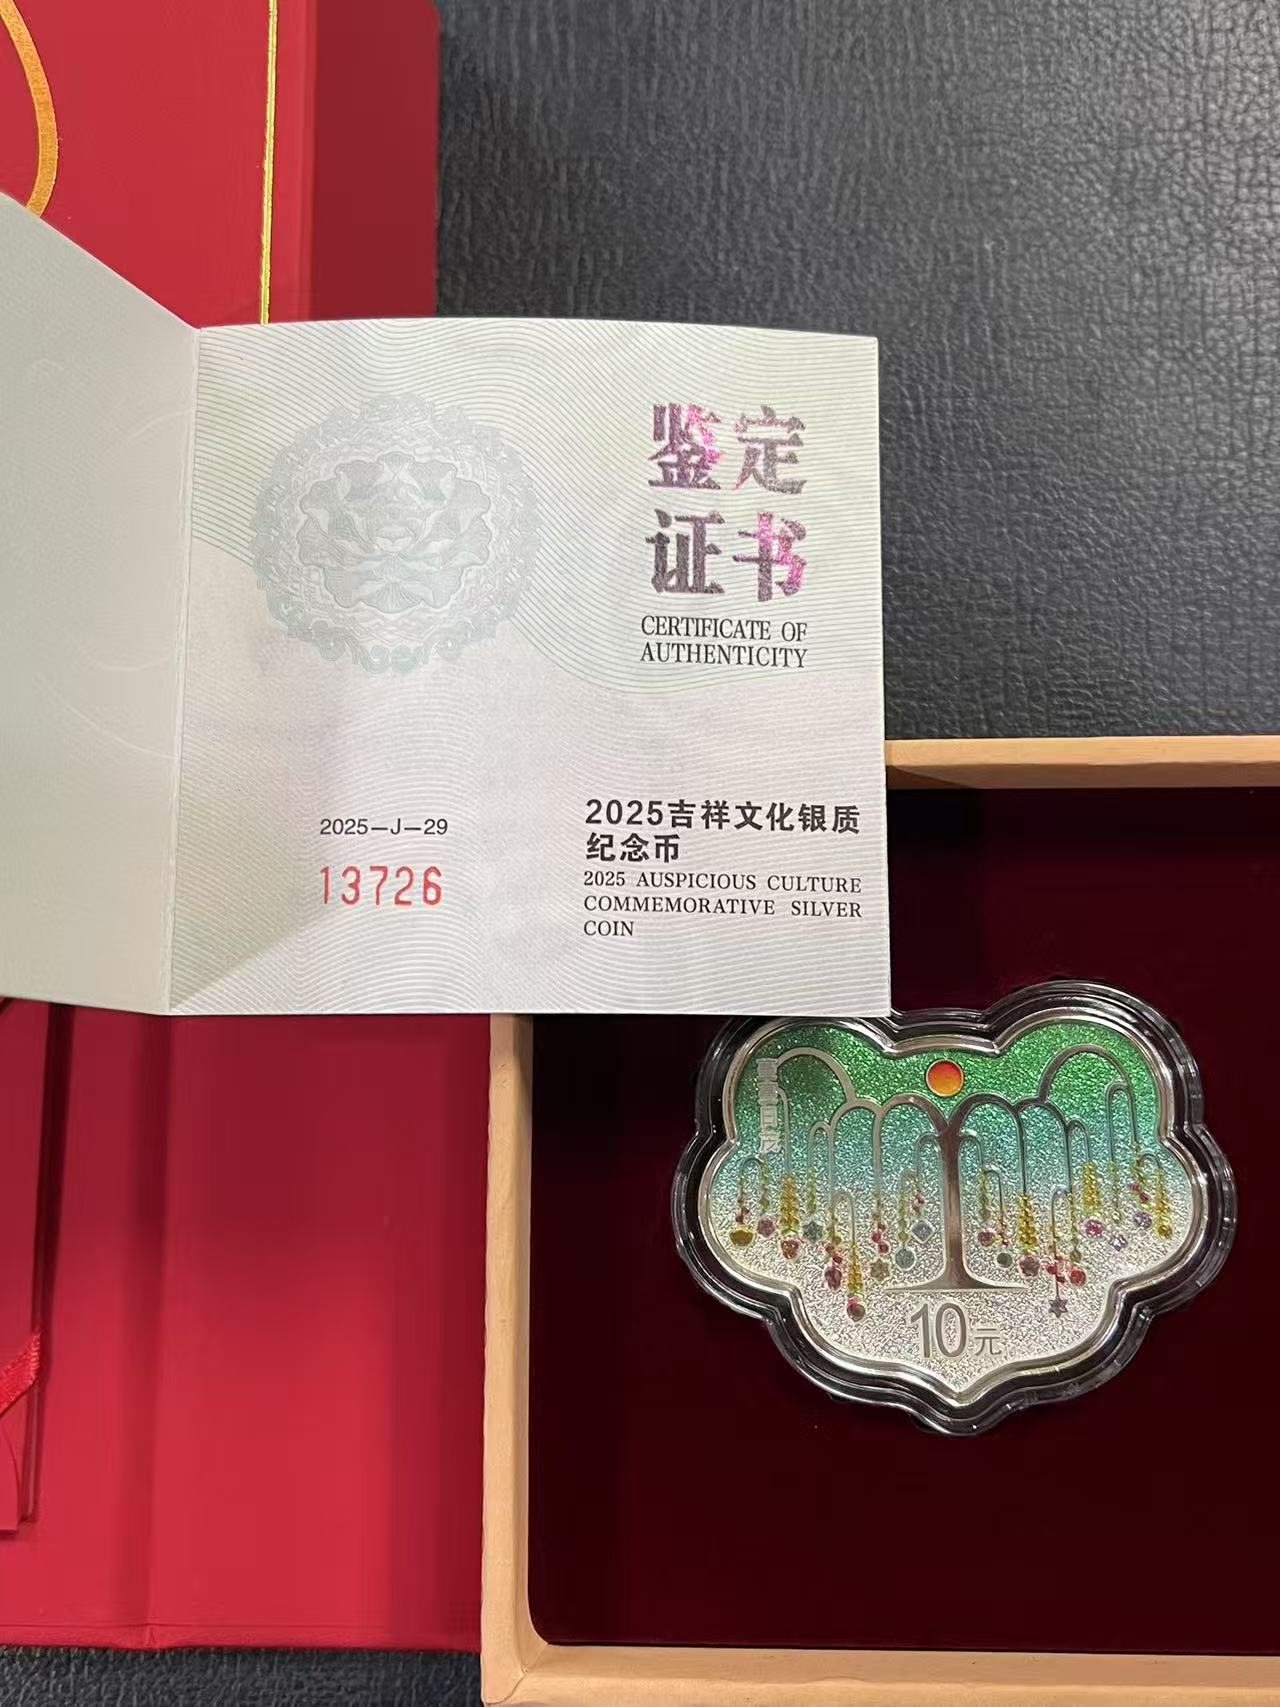 鉴定
证书
CERTIFICATE OF
AUTHENTICITY
2025吉祥文化银质
纪念币
2025 AUSPICIOUS CULTURE
COMMEMORATIVE SILVER
COIN
2025—J—29
13726
10元